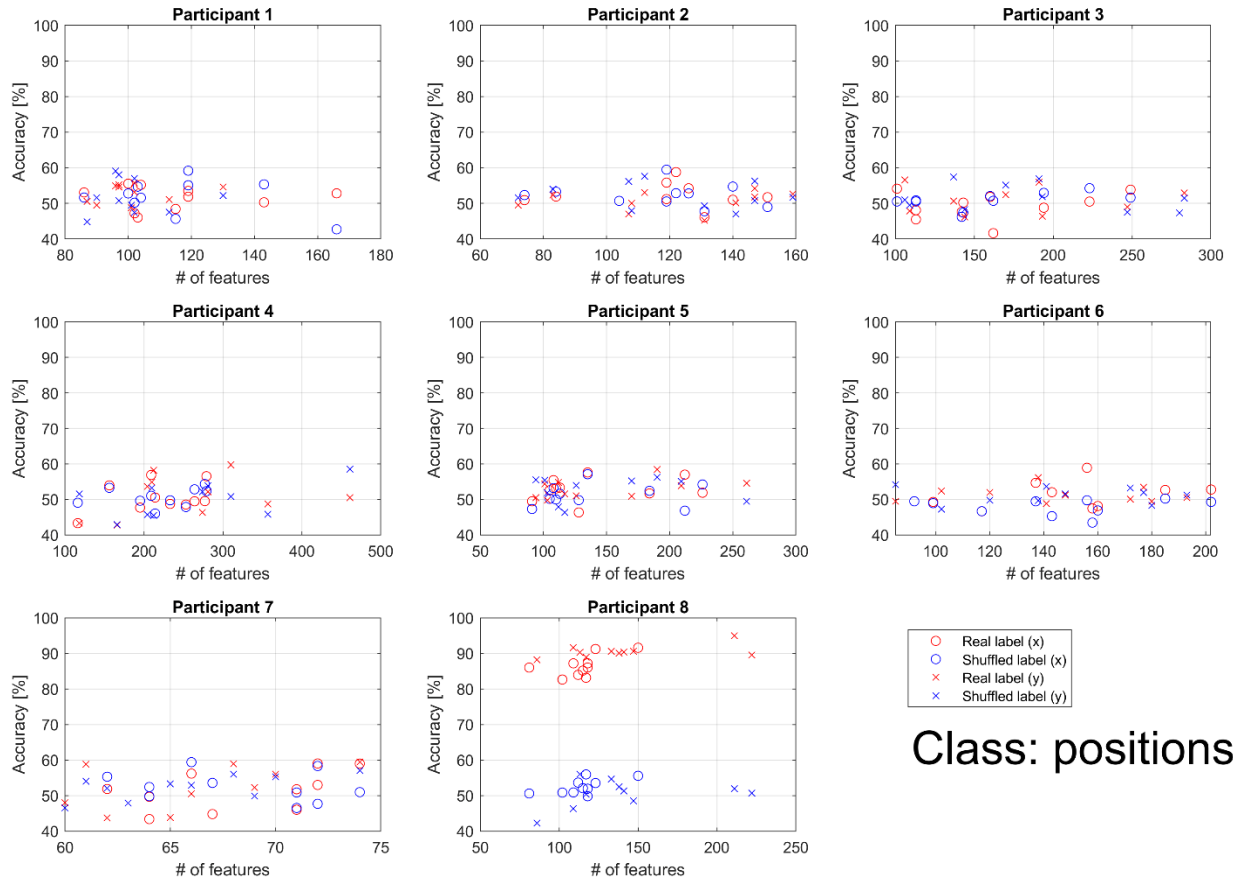 Participant 1
Participant 2
Participant 3
100
90
80
70
60
50
40
Accuracy [%]
80 100 120 140 160 180
# of features
100
90
80
70
60
50
40
Accuracy [%]
60 80 100 120 140 160
# of features
100
90
80
70
60
50
40
Accuracy [%]
100 150 200 250 300
# of features
Participant 4
Participant 5
Participant 6
100
90
80
70
60
50
40
Accuracy [%]
100 200 300 400 500
# of features
100
90
80
70
60
50
40
Accuracy [%]
50 100 150 200 250 300
# of features
100
90
80
70
60
50
40
Accuracy [%]
100 120 140 160 180 200
# of features
Participant 7
Participant 8
100
90
80
70
60
50
40
Accuracy [%]
60 65 70 75
# of features
100
90
80
70
60
50
40
Accuracy [%]
50 100 150 200 250
# of features
Real label (x)
Shuffled label (x)
Real label (y)
Shuffled label (y)
Class: positions